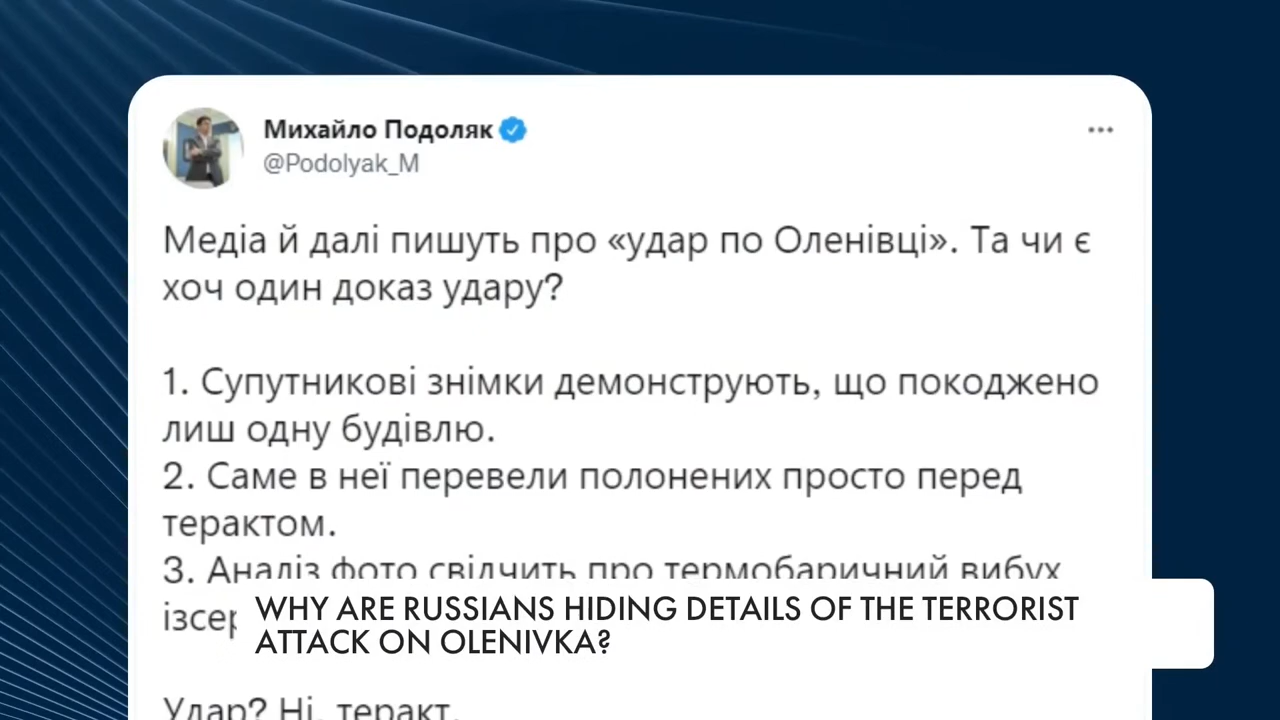 Михайло Подоляк
@Podolyak_M
Медіа й далі пишуть про «удар по Оленівці». Та чи є
хоч один доказ удару?
1. Супутникові знімки демонструють, що покоджено
лиш одну будівлю.
2. Саме в неї перевели полонених просто перед
терактом.
3. Аналіз фото свідчить про термобаричний вибух
WHY ARE RUSSIANS HIDING DETAILS OF THE TERRORIST
ATTACK ON OLENIVKA?
Удар? Ні, теракт.